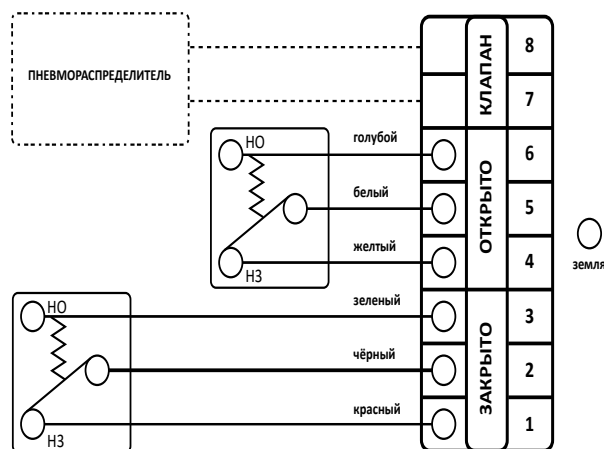 ПНЕВМОРАСПРЕДЕЛИТЕЛЬ
КЛАПАН
8
7
НО
голубой
6
белый
ОТКРЫТО
5
желтый
4
НЗ
земля
НО
зеленый
3
чёрный
ЗАКРЫТО
2
красный
1
НЗ